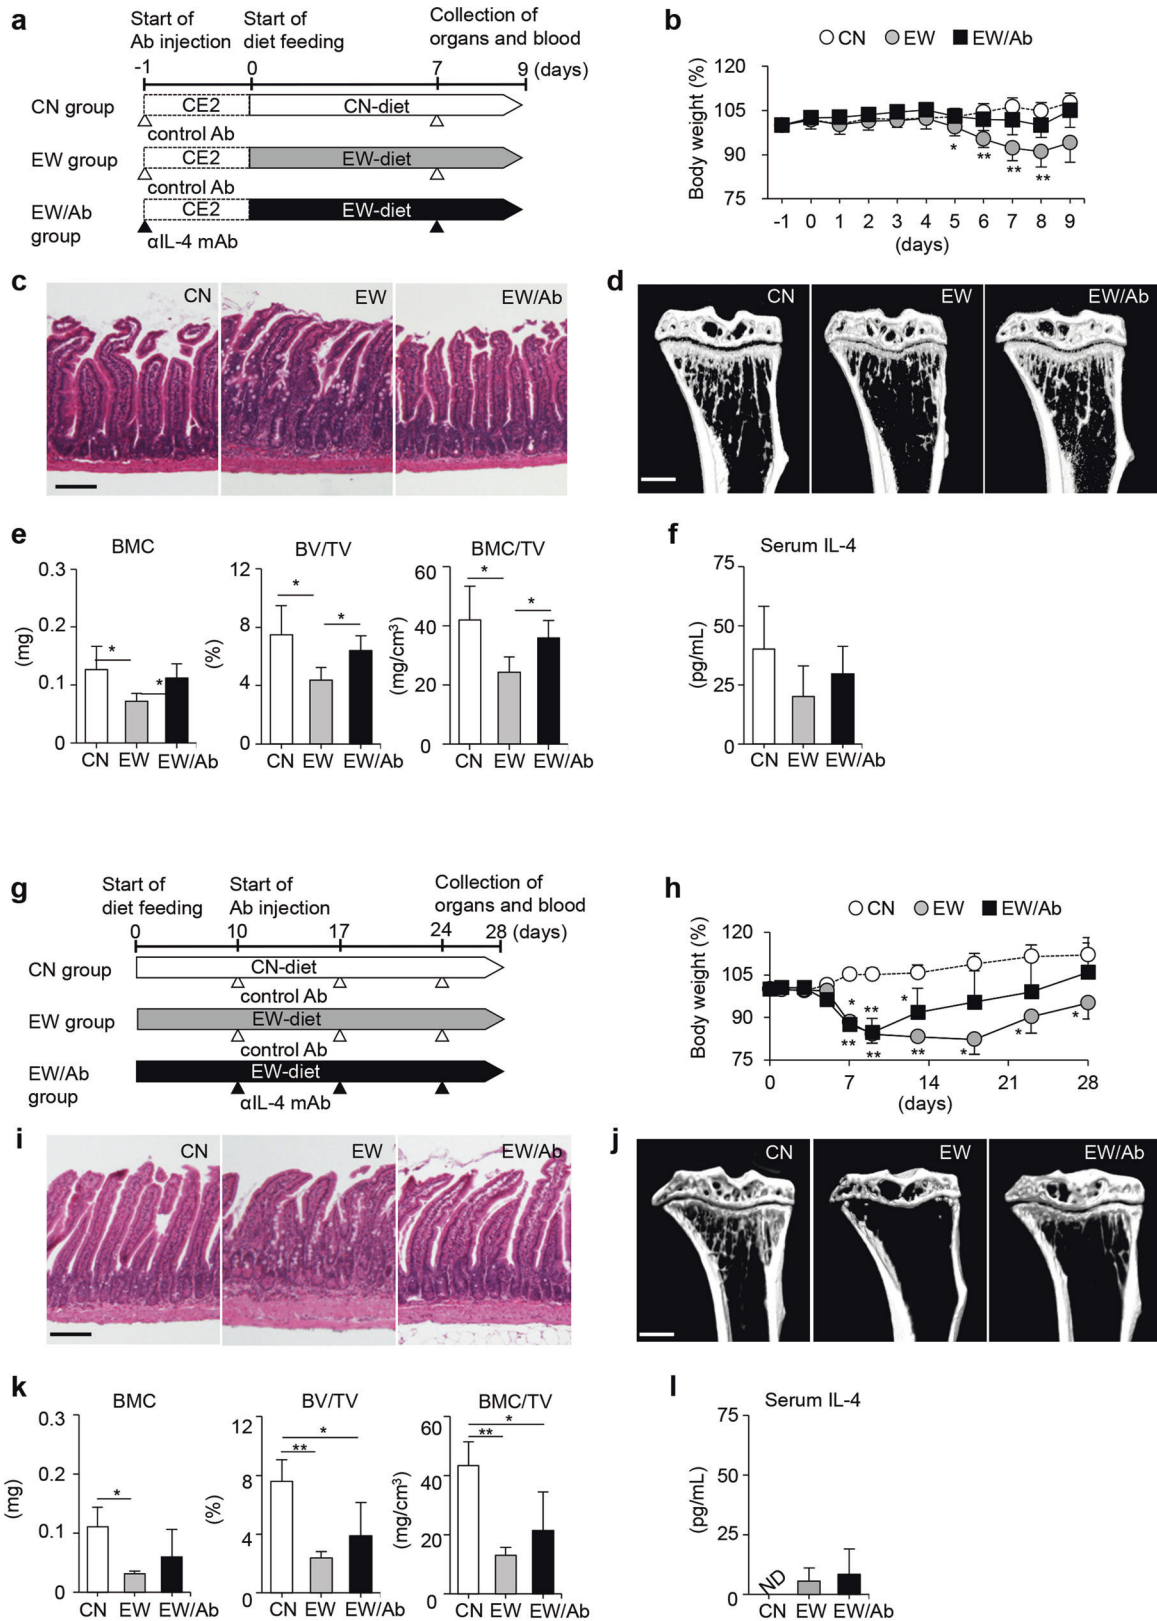 a
Start of
Ab injection
Start of
diet feeding
Collection of
organs and blood
-1 0 7 9 (days)
CN group CE2 CN-diet
control Ab
EW group CE2 EW-diet
control Ab
EW/Ab
group
CE2 EW-diet
αIL-4 mAb
b
CN EW EW/Ab
Body weight (%)
120
105
90
75
* ** ** **
-1 0 1 2 3 4 5 6 7 8 9
(days)
c
CN EW EW/Ab
d
CN EW EW/Ab
e
BMC
(mg)
0.3
0.2
0.1
0
* *
CN EW EW/Ab
BV/TV
(%)
12
8
4
0
* *
CN EW EW/Ab
BMC/TV
(mg/cm³)
60
40
20
0
* *
CN EW EW/Ab
f
Serum IL-4
(pg/mL)
75
50
25
0
CN EW EW/Ab
g
Start of
diet feeding
Start of
Ab injection
Collection of
organs and blood
0 10 17 24 28 (days)
CN group CN-diet
control Ab
EW group EW-diet
control Ab
EW/Ab
group
EW-diet
αIL-4 mAb
h
CN EW EW/Ab
Body weight (%)
120
105
90
75
* ** *
** ** ** * * *
0 7 14 21 28
(days)
i
CN EW EW/Ab
j
CN EW EW/Ab
k
BMC
(mg)
0.3
0.2
0.1
0
*
CN EW EW/Ab
BV/TV
(%)
12
8
4
0
*
**
CN EW EW/Ab
BMC/TV
(mg/cm³)
60
40
20
0
*
**
CN EW EW/Ab
l
Serum IL-4
(pg/mL)
75
50
25
0
ND
CN EW EW/Ab